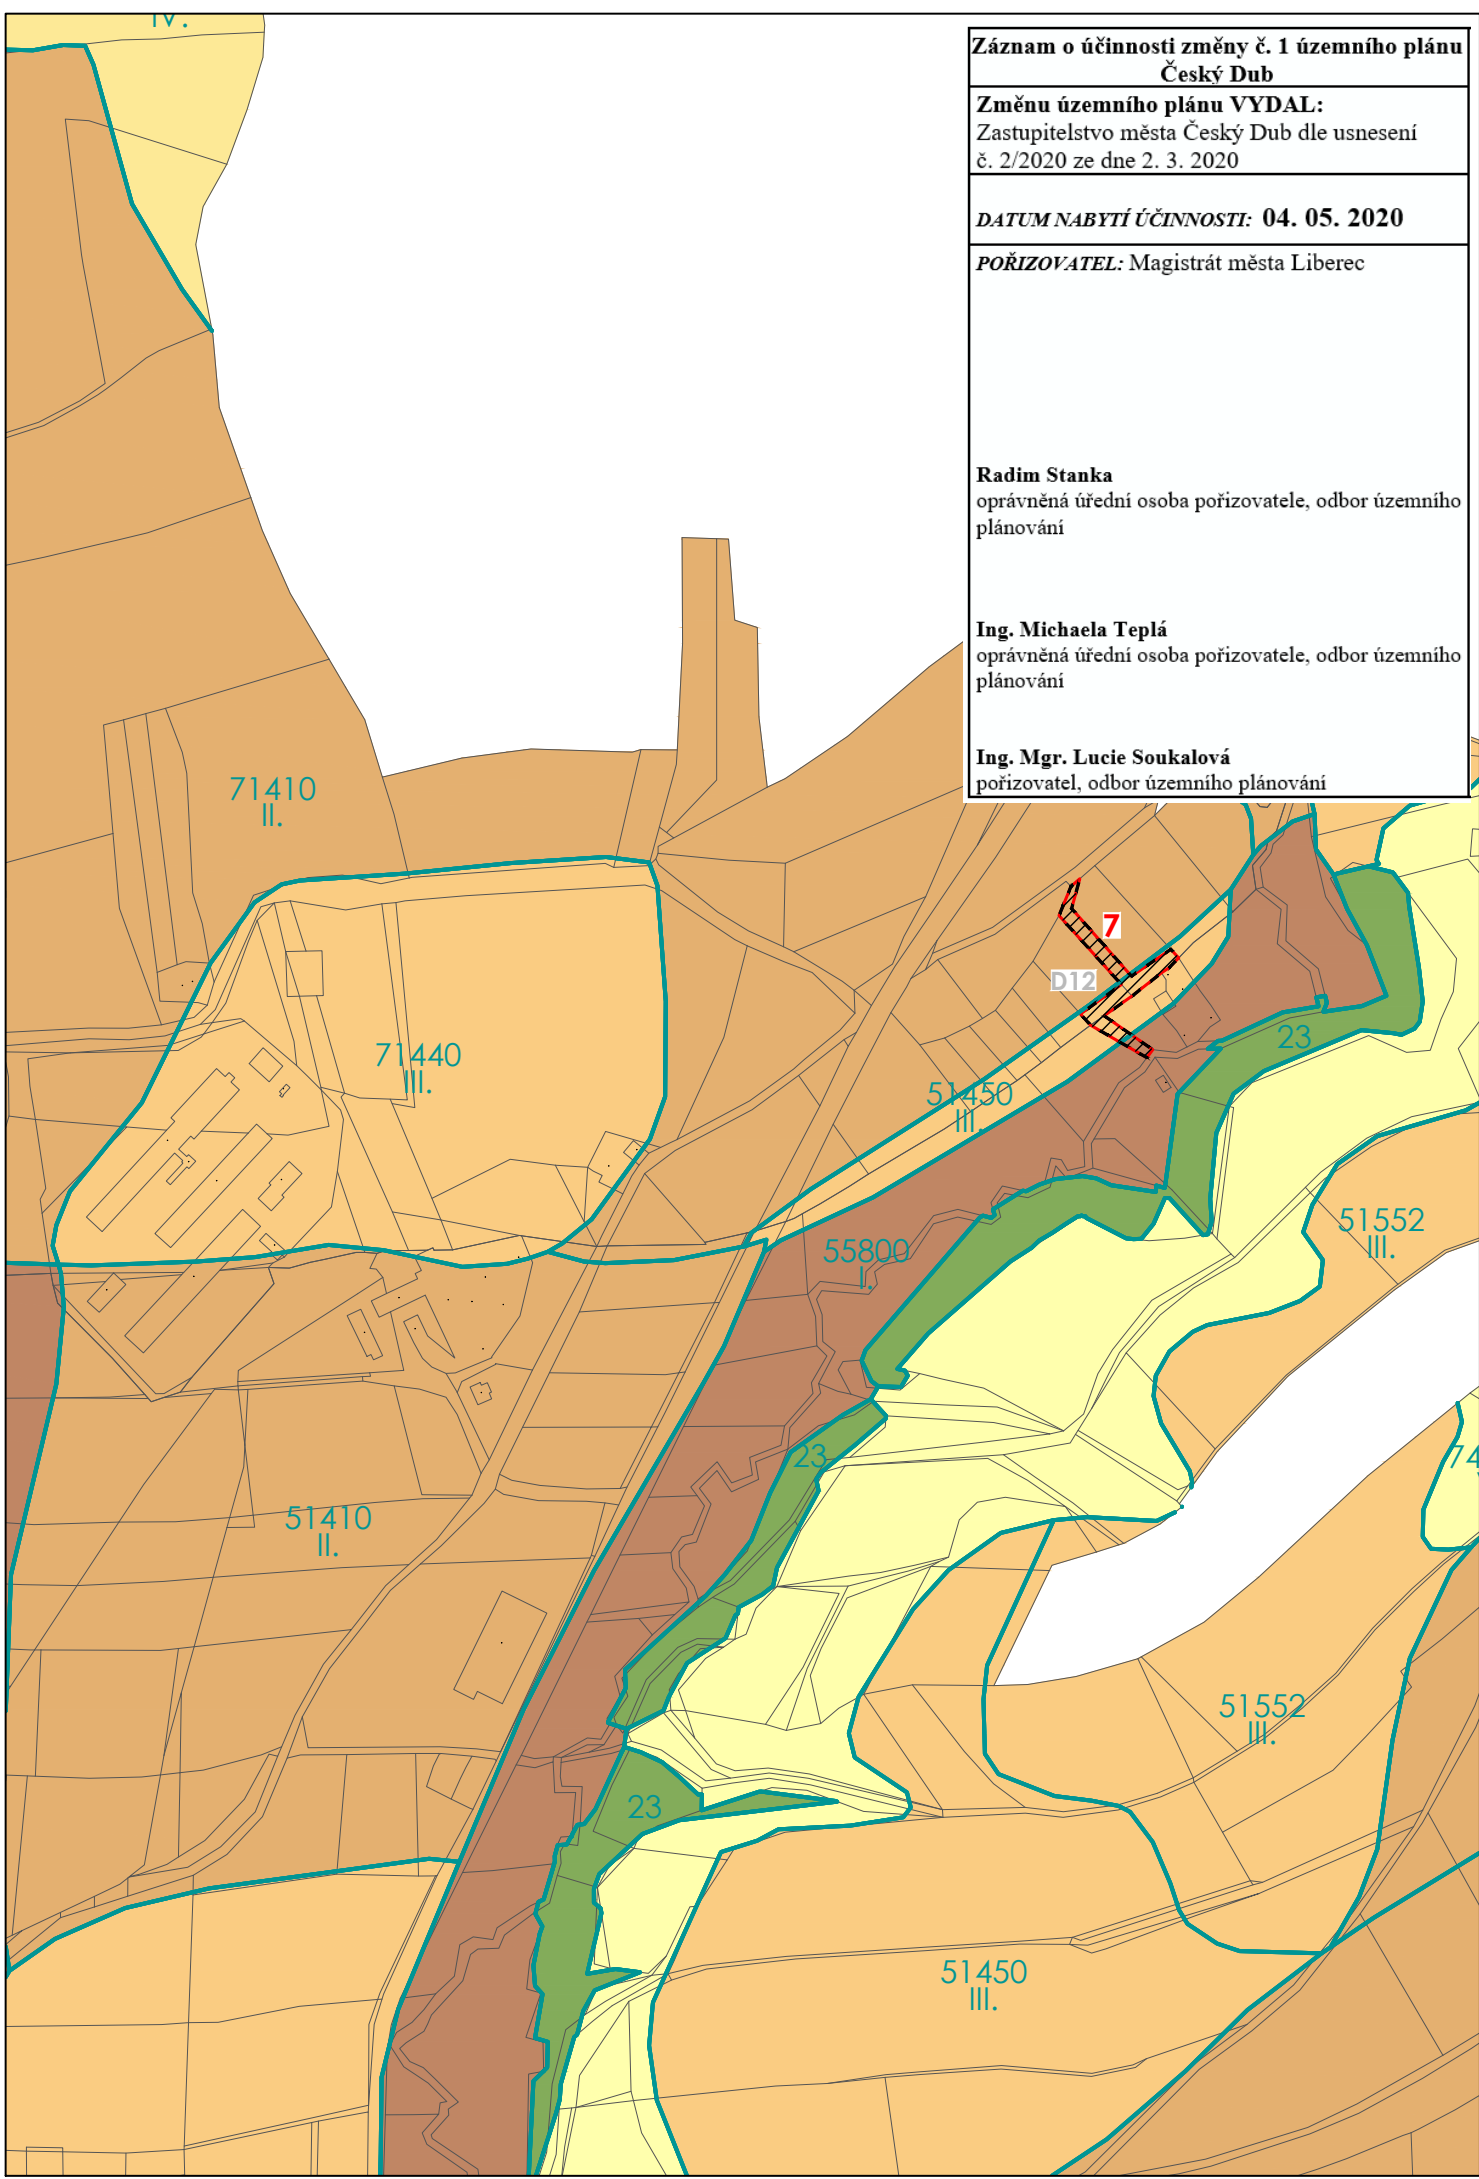 IV.
Záznam o účinnosti změny č. 1 územního plánu
Český Dub
Změnu územního plánu VYDAL:
Zastupitelstvo města Český Dub dle usnesení
č. 2/2020 ze dne 2. 3. 2020
DATUM NABYTÍ ÚČINNOSTI: 04. 05. 2020
POŘIZOVATEL: Magistrát města Liberec
Radim Stanka
oprávněná úřední osoba pořizovatele, odbor územního
plánování
Ing. Michaela Teplá
oprávněná úřední osoba pořizovatele, odbor územního
plánování
Ing. Mgr. Lucie Soukalová
pořizovatel, odbor územního plánování
71410
II.
7
D12
23
71440
III.
51450
III.
51552
III.
55800
I.
23
74
51410
II.
51552
III.
23
51450
III.